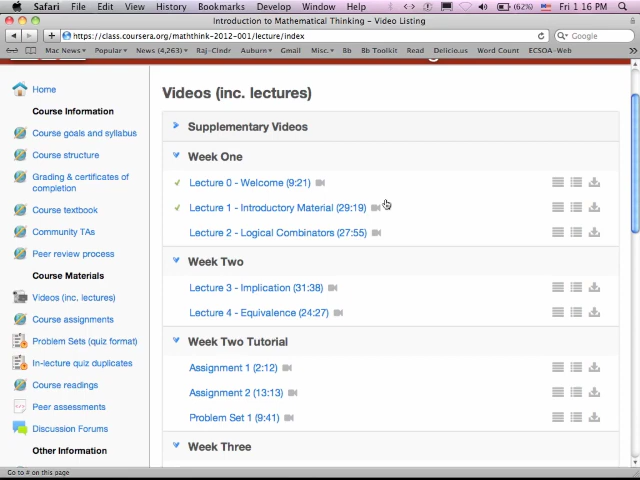 Safari File Edit View History Bookmarks Develop Window Help (62%) Fri 1:16 PM
Introduction to Mathematical Thinking – Video Listing
https://class.coursera.org/maththink-2012-001/lecture/index
Google
Mac News Popular News (4,263) Raj-Cindr Auburn Gmail Misc. Bb Bb Toolkit Read Delicio.us Word Count ECSOA-Web
Home
Course Information
Course goals and syllabus
Course structure
Grading & certificates of
completion
Course textbook
Community TAs
Peer review process
Course Materials
Videos (inc. lectures)
Course assignments
Problem Sets (quiz format)
In-lecture quiz duplicates
Course readings
Peer assessments
Discussion Forums
Other Information
Videos (inc. lectures)
Supplementary Videos
Week One
Lecture 0 - Welcome (9:21)
Lecture 1 - Introductory Material (29:19)
Lecture 2 - Logical Combinators (27:55)
Week Two
Lecture 3 - Implication (31:38)
Lecture 4 - Equivalence (24:27)
Week Two Tutorial
Assignment 1 (2:12)
Assignment 2 (13:13)
Problem Set 1 (9:41)
Week Three
Go to # on this page